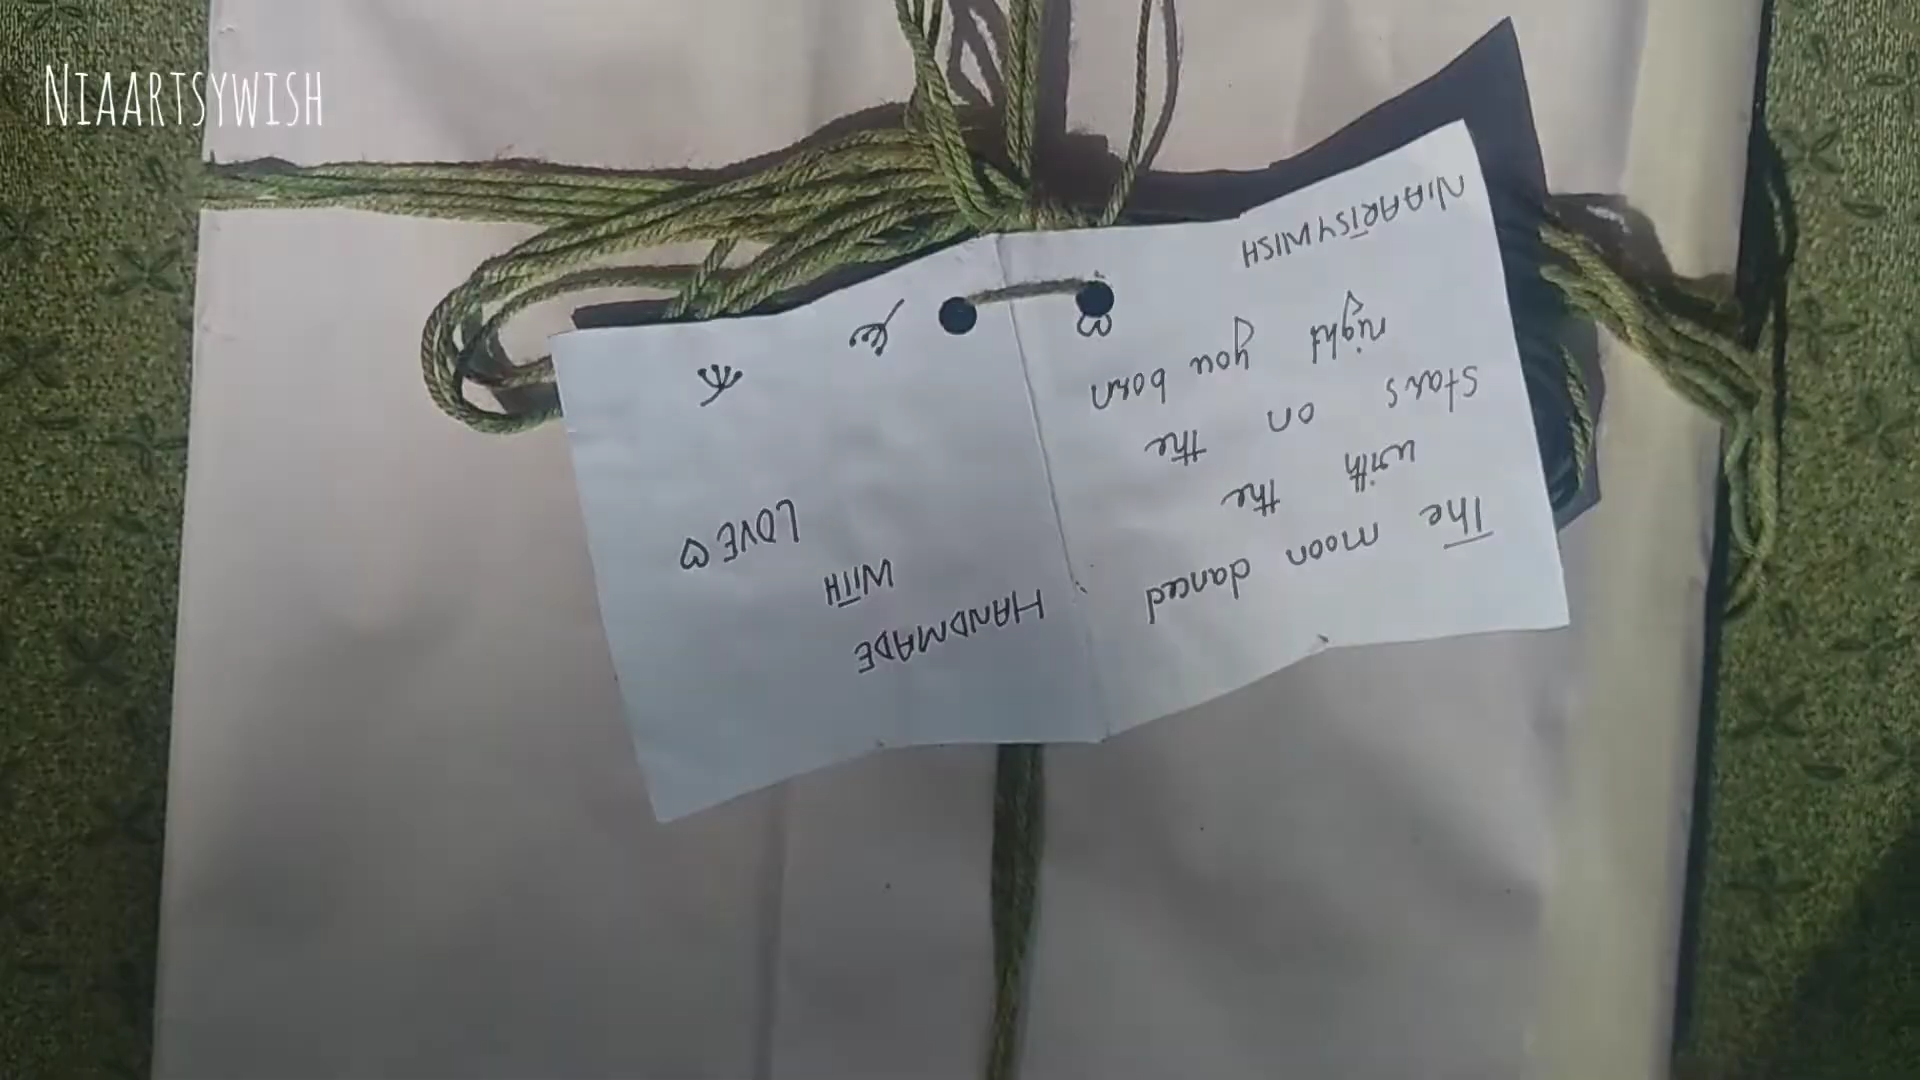 NIAARTSYWISH
The moon danced
with the
stars on the
night you born
NIAARTSYWISH
HANDMADE
WITH
LOVE